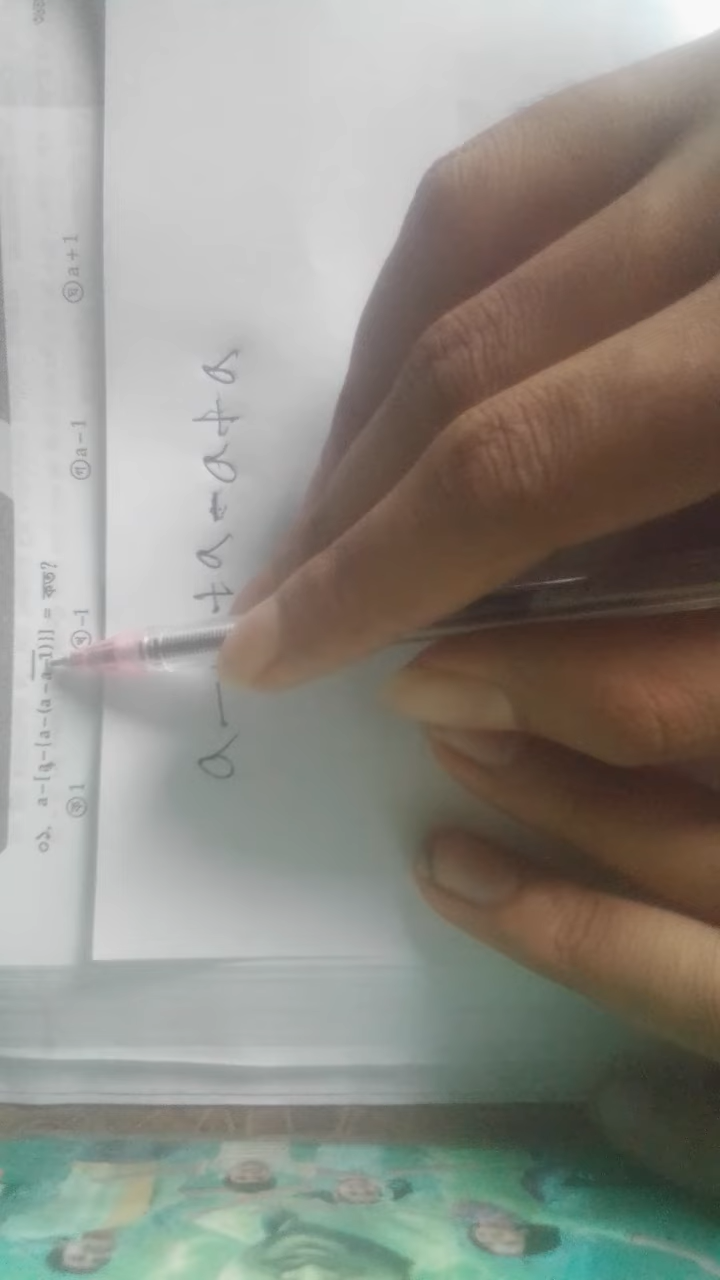 ০১. a-[a-{a-(a-a̅-̅1̅)}] = কত?
ক 1 খ -1 গ a-1 ঘ a+1
a - + a - a + a